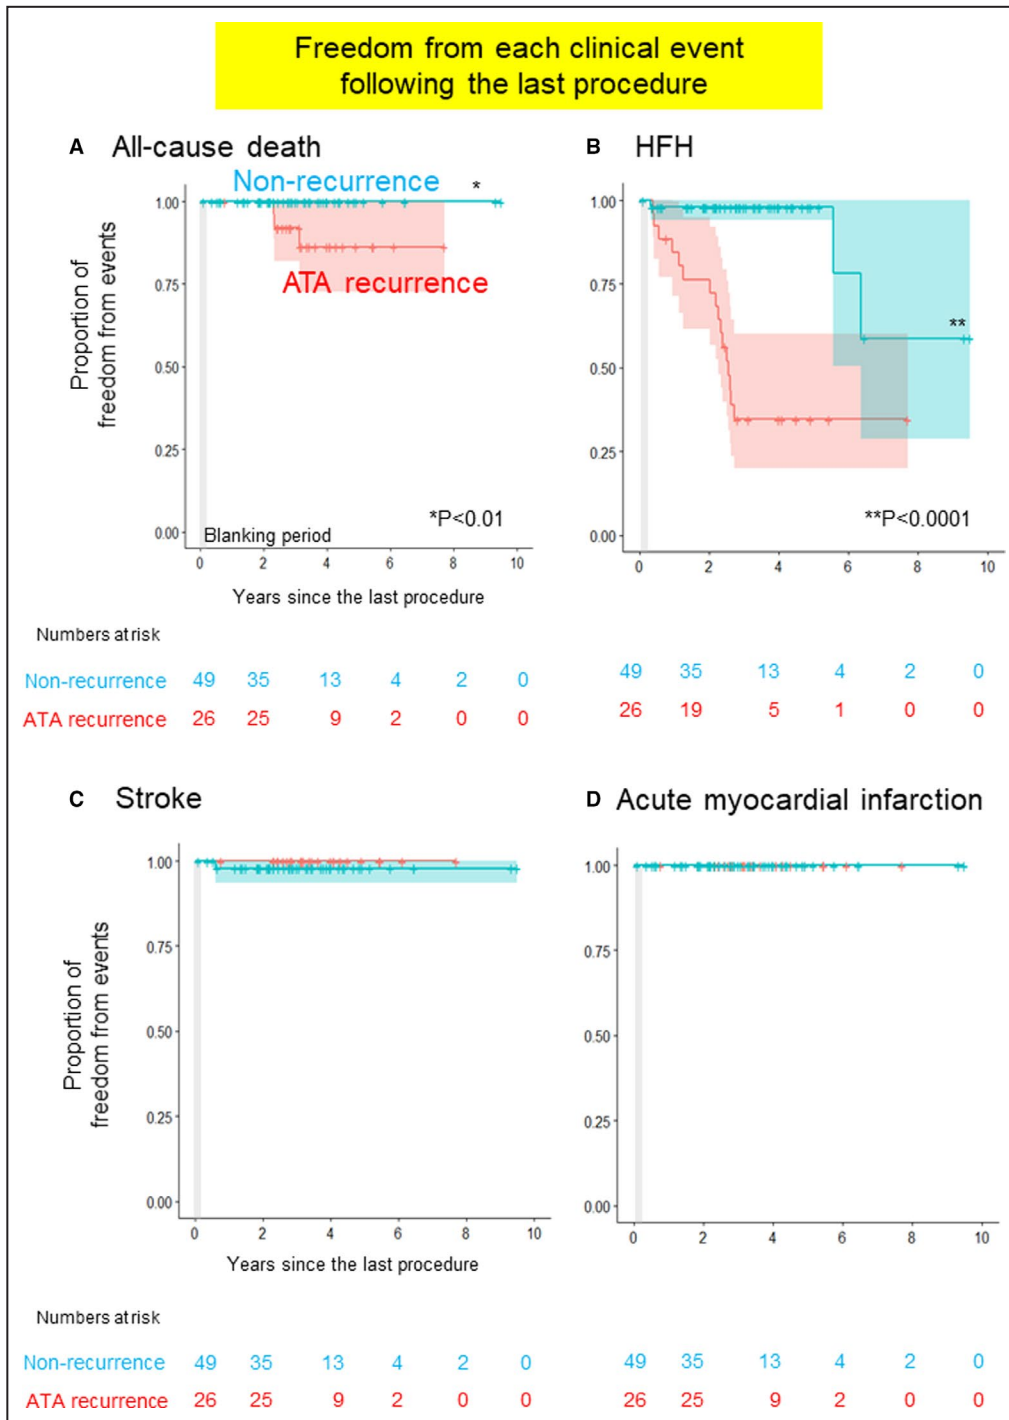 Freedom from each clinical event
following the last procedure
A All-cause death
Non-recurrence
*
ATA recurrence
Proportion of
freedom from events
1.00
0.75
0.50
0.25
0.00
*P<0.01
Blanking period
0 2 4 6 8 10
Years since the last procedure
B HFH
1.00
0.75
0.50
0.25
0.00
**
**P<0.0001
0 2 4 6 8 10
Numbers at risk
Non-recurrence 49 35 13 4 2 0
ATA recurrence 26 25 9 2 0 0
49 35 13 4 2 0
26 19 5 1 0 0
C Stroke
Proportion of
freedom from events
1.00
0.75
0.50
0.25
0.00
0 2 4 6 8 10
Years since the last procedure
D Acute myocardial infarction
1.00
0.75
0.50
0.25
0.00
0 2 4 6 8 10
Numbers at risk
Non-recurrence 49 35 13 4 2 0
ATA recurrence 26 25 9 2 0 0
49 35 13 4 2 0
26 25 9 2 0 0